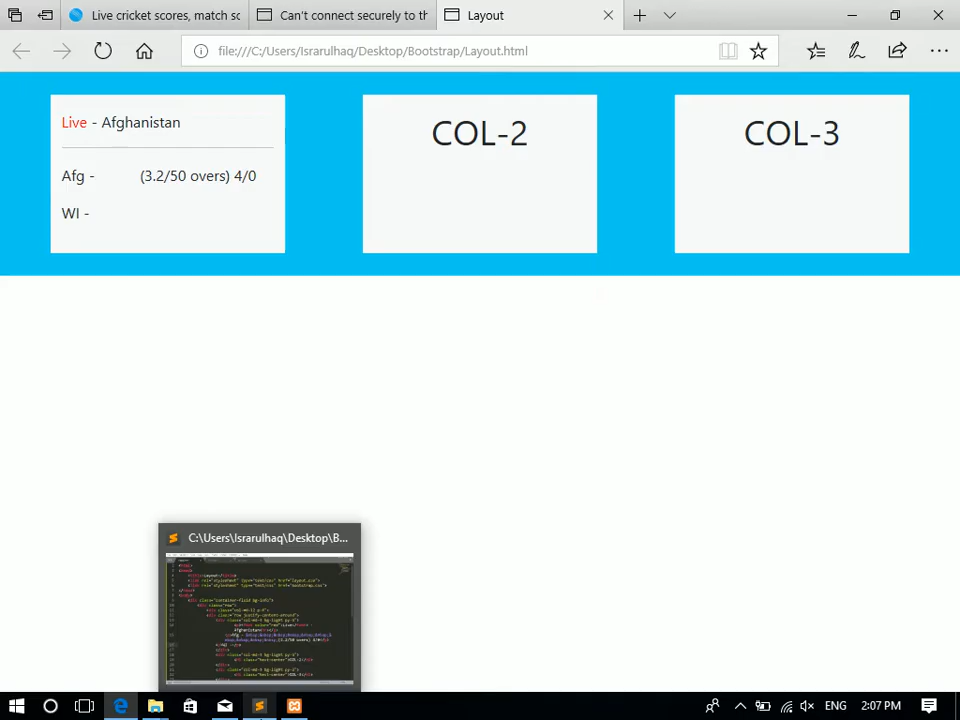 Live cricket scores, match sc
Can't connect securely to th
Layout
file:///C:/Users/Israrulhaq/Desktop/Bootstrap/Layout.html
Live - Afghanistan
COL-2
COL-3
Afg - (3.2/50 overs) 4/0
WI -
C:\Users\Israrulhaq\Desktop\B...
ENG
2:07 PM